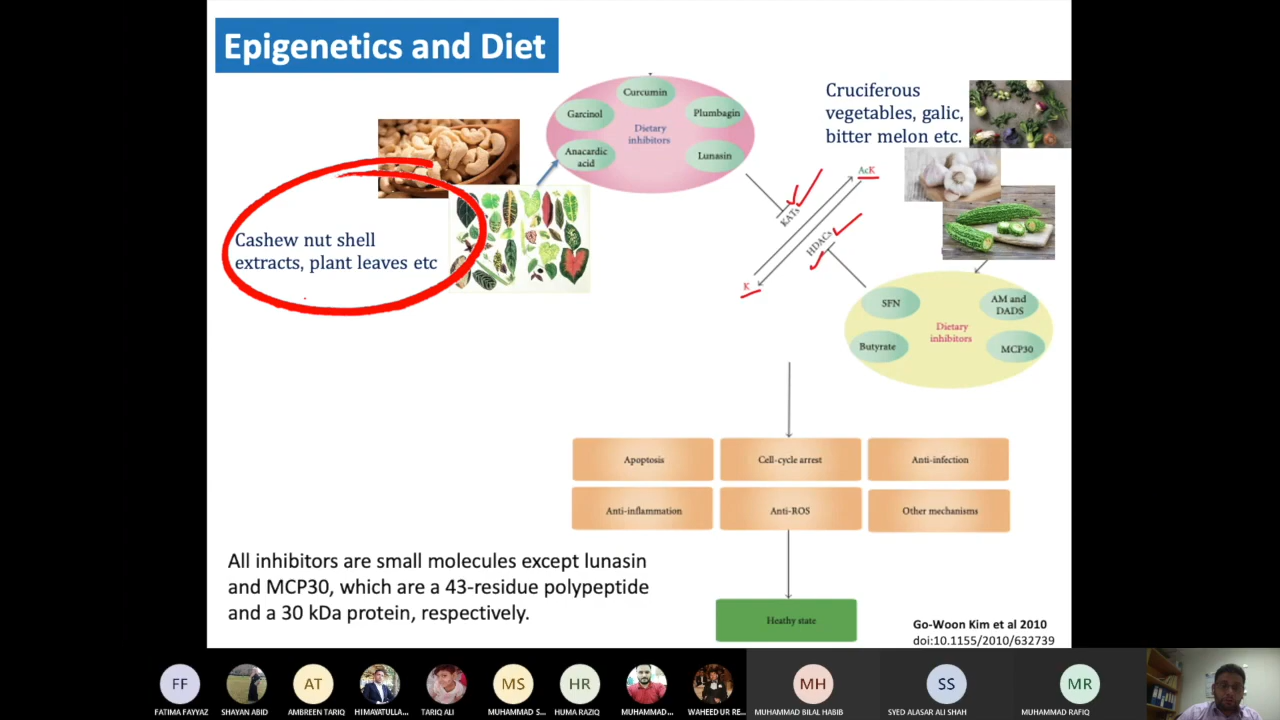 Epigenetics and Diet
Curcumin
Garcinol
Plumbagin
Dietary
inhibitors
Anacardic
acid
Lunasin
Cruciferous
vegetables, galic,
bitter melon etc.
AcK
KATs
HDACs
K
Cashew nut shell
extracts, plant leaves etc
SFN
AM and
DADS
Dietary
inhibitors
Butyrate
MCP30
Apoptosis
Cell-cycle arrest
Anti-infection
Anti-inflammation
Anti-ROS
Other mechanisms
Heathy state
All inhibitors are small molecules except lunasin
and MCP30, which are a 43-residue polypeptide
and a 30 kDa protein, respectively.
Go-Woon Kim et al 2010
doi:10.1155/2010/632739
FF
AT
MS
HR
MH
SS
MR
FATIMA FAYYAZ
SHAYAN ABID
AMBREEN TARIQ
HIMAYATULLA...
TARIQ ALI
MUHAMMAD S...
HUMA RAZIQ
MUHAMMAD...
WAHEED UR RE...
MUHAMMAD BILAL HABIB
SYED ALASAR ALI SHAH
MUHAMMAD RAFIQ